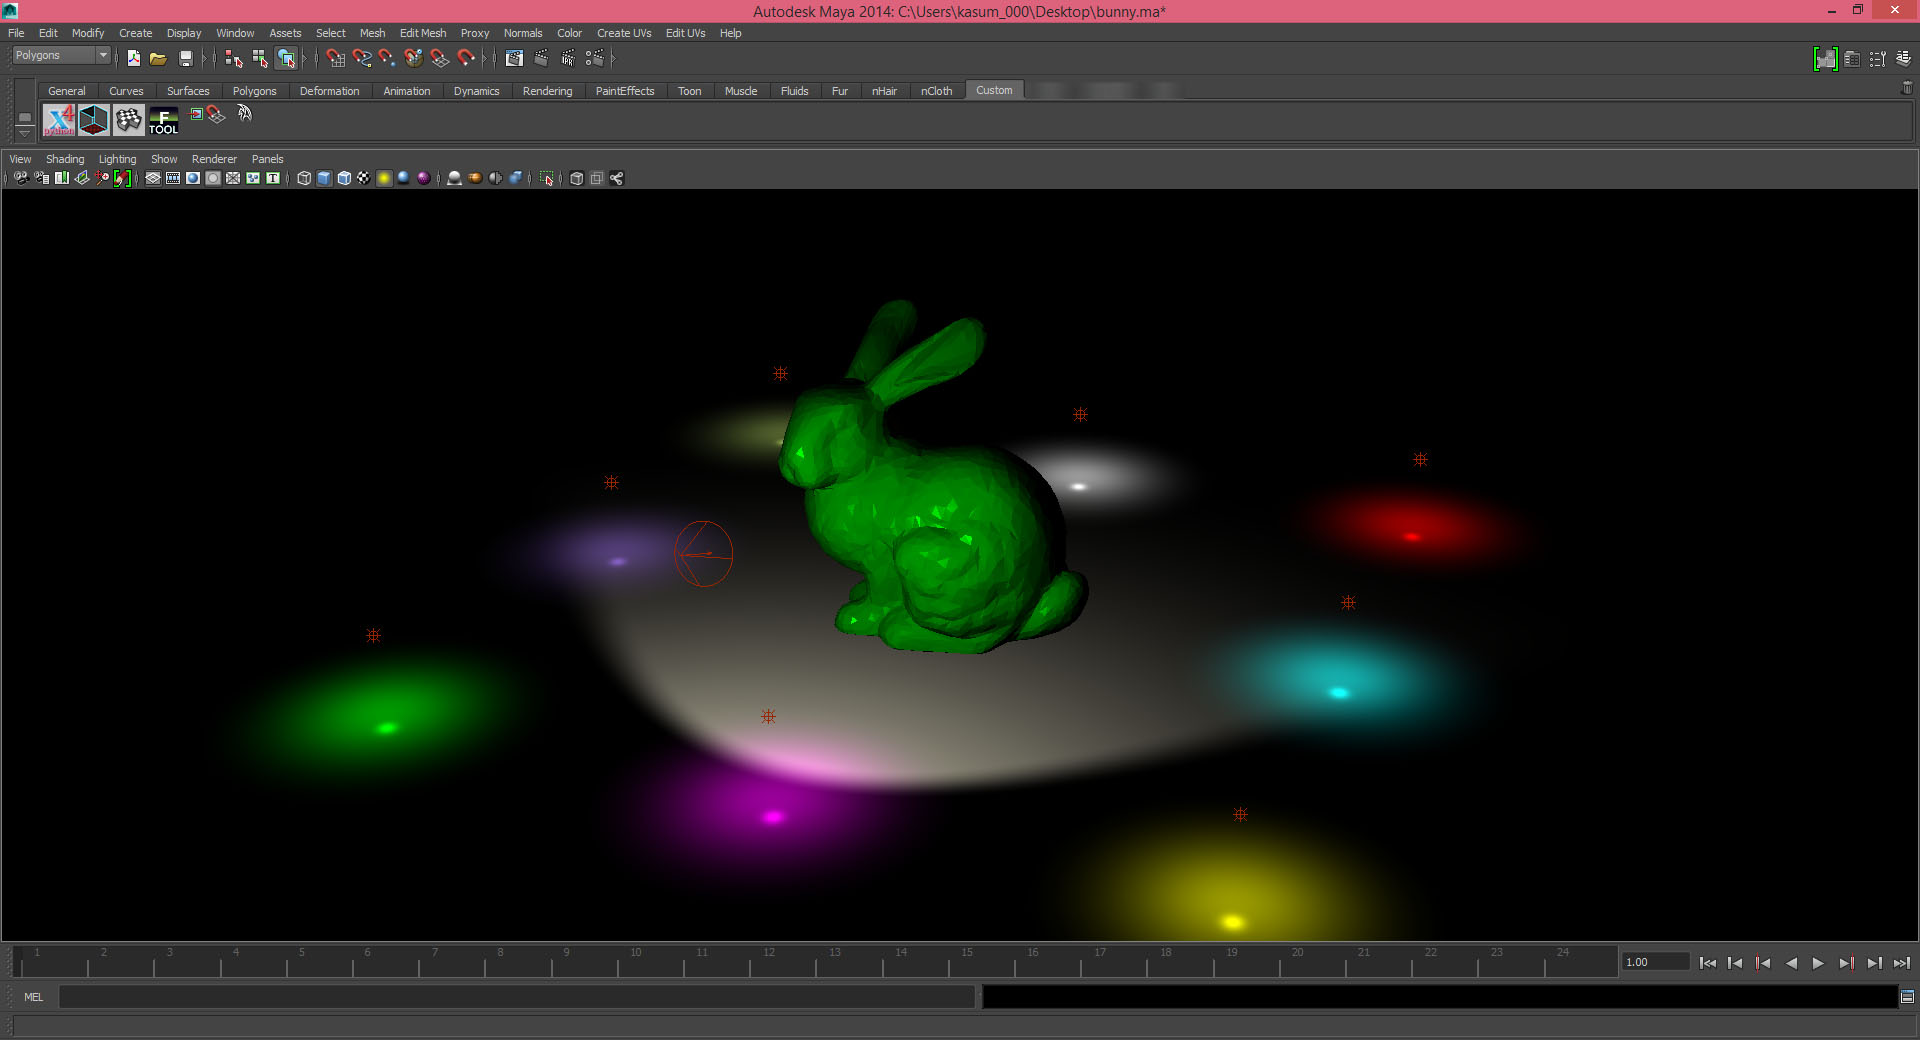 Autodesk Maya 2014: C:\Users\kasum_000\Desktop\bunny.ma*
File Edit Modify Create Display Window Assets Select Mesh Edit Mesh Proxy Normals Color Create UVs Edit UVs Help
Polygons
General Curves Surfaces Polygons Deformation Animation Dynamics Rendering PaintEffects Toon Muscle Fluids Fur nHair nCloth Custom
X4 python F TOOL
View Shading Lighting Show Renderer Panels
T
1 2 3 4 5 6 7 8 9 10 11 12 13 14 15 16 17 18 19 20 21 22 23 24 1.00
MEL